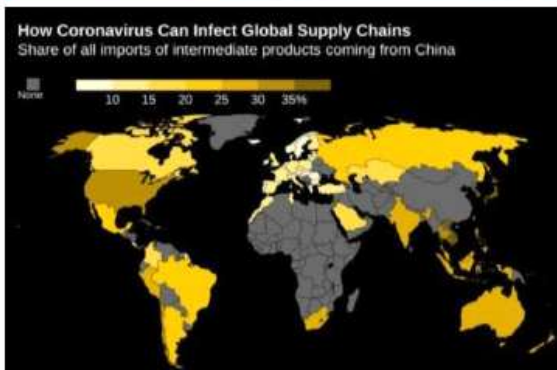 How Coronavirus Can Infect Global Supply Chains
Share of all imports of intermediate products coming from China
None
10 15 20 25 30 35%